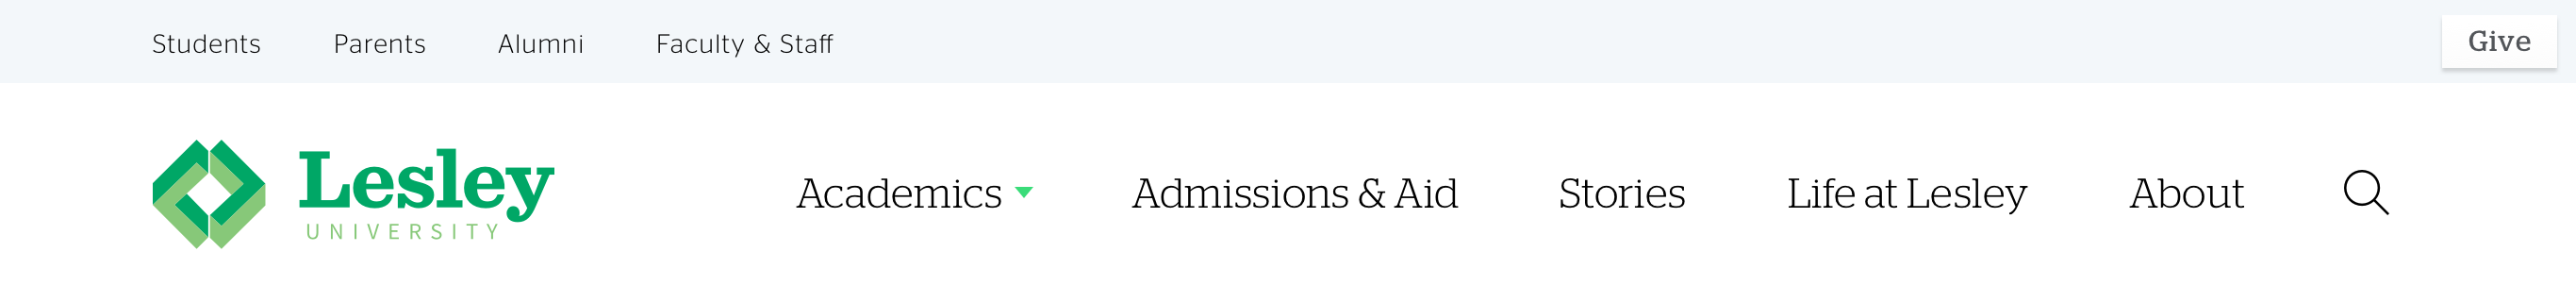 Students Parents Alumni Faculty & Staff Give
Lesley
UNIVERSITY
Academics Admissions & Aid Stories Life at Lesley About